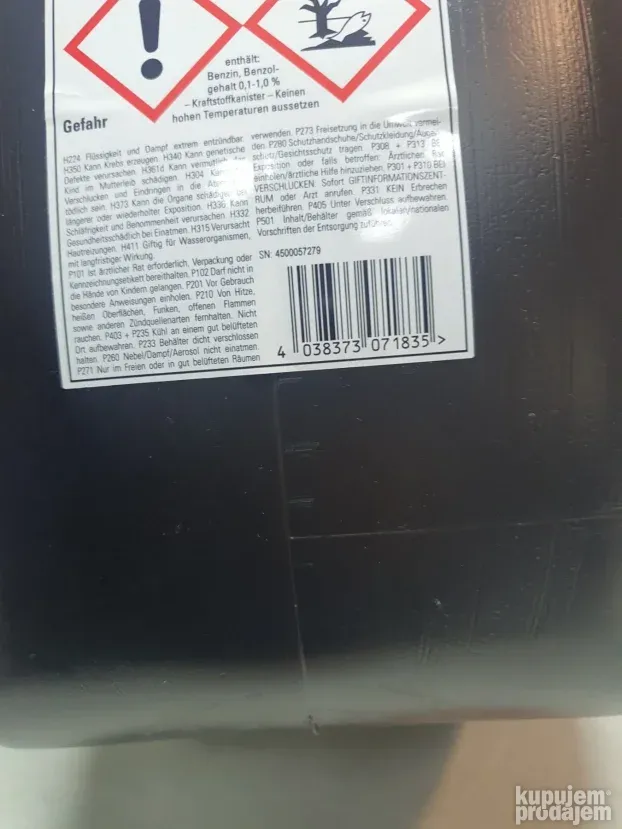 enthält:
Benzin, Benzol-
gehalt 0,1-1,0 %
– Kraftstoffkanister – Keinen
hohen Temperaturen aussetzen
Gefahr
H224 Flüssigkeit und Dampf extrem entzündbar.
H350 Kann Krebs erzeugen. H340 Kann genetische
Defekte verursachen. H361d Kann vermutlich das
Kind im Mutterleib schädigen. H304 Kann bei
Verschlucken und Eindringen in die Atemwege
tödlich sein. H373 Kann die Organe schädigen bei
längerer oder wiederholter Exposition. H336 Kann
Schläfrigkeit und Benommenheit verursachen. H332
Gesundheitsschädlich bei Einatmen. H315 Verursacht
Hautreizungen. H411 Giftig für Wasserorganismen,
mit langfristiger Wirkung.
P101 Ist ärztlicher Rat erforderlich, Verpackung oder
Kennzeichnungsetikett bereithalten. P102 Darf nicht in
die Hände von Kindern gelangen. P201 Vor Gebrauch
besondere Anweisungen einholen. P210 Von Hitze,
heißen Oberflächen, Funken, offenen Flammen
sowie anderen Zündquellenarten fernhalten. Nicht
rauchen. P403 + P235 Kühl an einem gut belüfteten
Ort aufbewahren. P233 Behälter dicht verschlossen
halten. P260 Nebel/Dampf/Aerosol nicht einatmen.
P271 Nur im Freien oder in gut belüfteten Räumen
verwenden. P273 Freisetzung in die Umwelt vermei-
den. P280 Schutzhandschuhe/Schutzkleidung/Augen-
schutz/Gesichtsschutz tragen. P308 + P313 BEI
Exposition oder falls betroffen: Ärztlichen Rat
einholen/ärztliche Hilfe hinzuziehen. P301 + P310 BEI
VERSCHLUCKEN: Sofort GIFTINFORMATIONSZENT-
RUM oder Arzt anrufen. P331 KEIN Erbrechen
herbeiführen. P405 Unter Verschluss aufbewahren.
P501 Inhalt/Behälter gemäß lokalen/nationalen
Vorschriften der Entsorgung zuführen.
SN: 4500057279
4 038373 071835 >
kupujem
prodajem